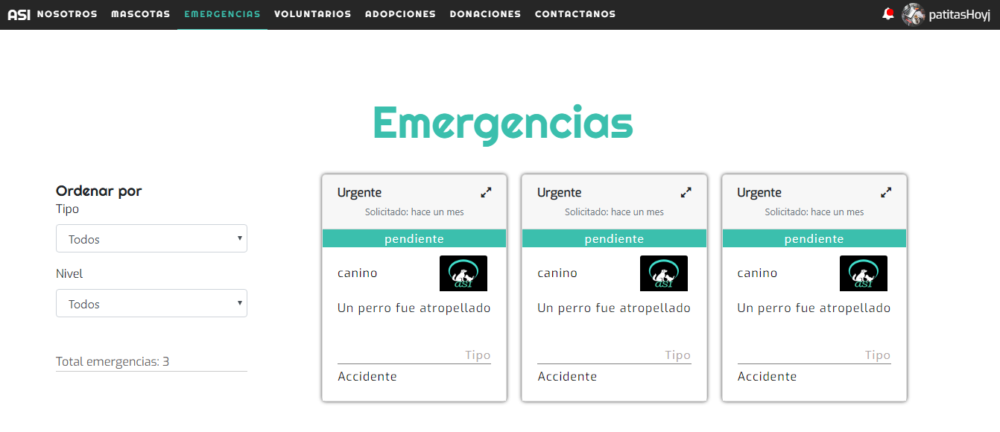 ASI NOSOTROS MASCOTAS EMERGENCIAS VOLUNTARIOS ADOPCIONES DONACIONES CONTACTANOS patitasHoyj
Emergencias
Ordenar por
Tipo
Todos
Nivel
Todos
Total emergencias: 3
Urgente
Solicitado: hace un mes
pendiente
canino
asi
Un perro fue atropellado
Tipo
Accidente
Urgente
Solicitado: hace un mes
pendiente
canino
asi
Un perro fue atropellado
Tipo
Accidente
Urgente
Solicitado: hace un mes
pendiente
canino
asi
Un perro fue atropellado
Tipo
Accidente